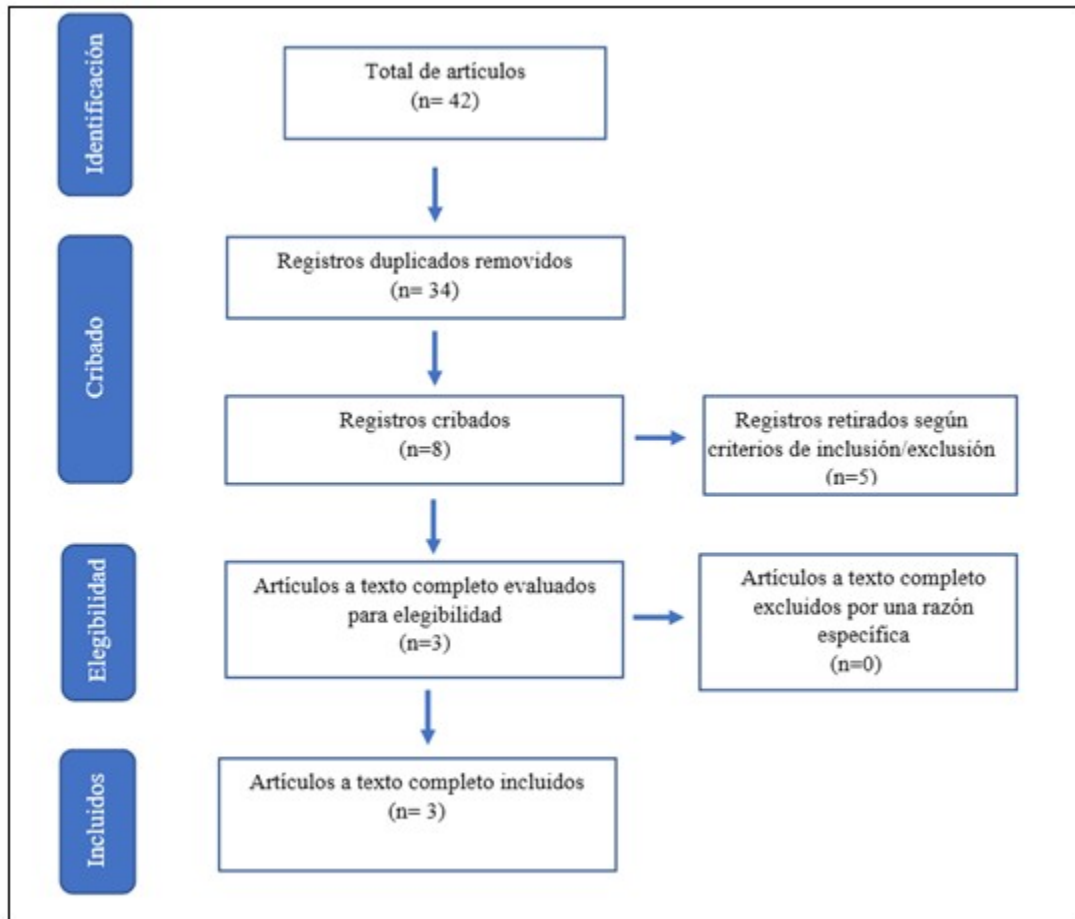 Identificación
Total de artículos
(n= 42)
Cribado
Registros duplicados removidos
(n= 34)
Registros cribados
(n=8)
Registros retirados según
criterios de inclusión/exclusión
(n=5)
Elegibilidad
Artículos a texto completo evaluados
para elegibilidad
(n=3)
Artículos a texto completo
excluidos por una razón
específica
(n=0)
Incluidos
Artículos a texto completo incluidos
(n= 3)